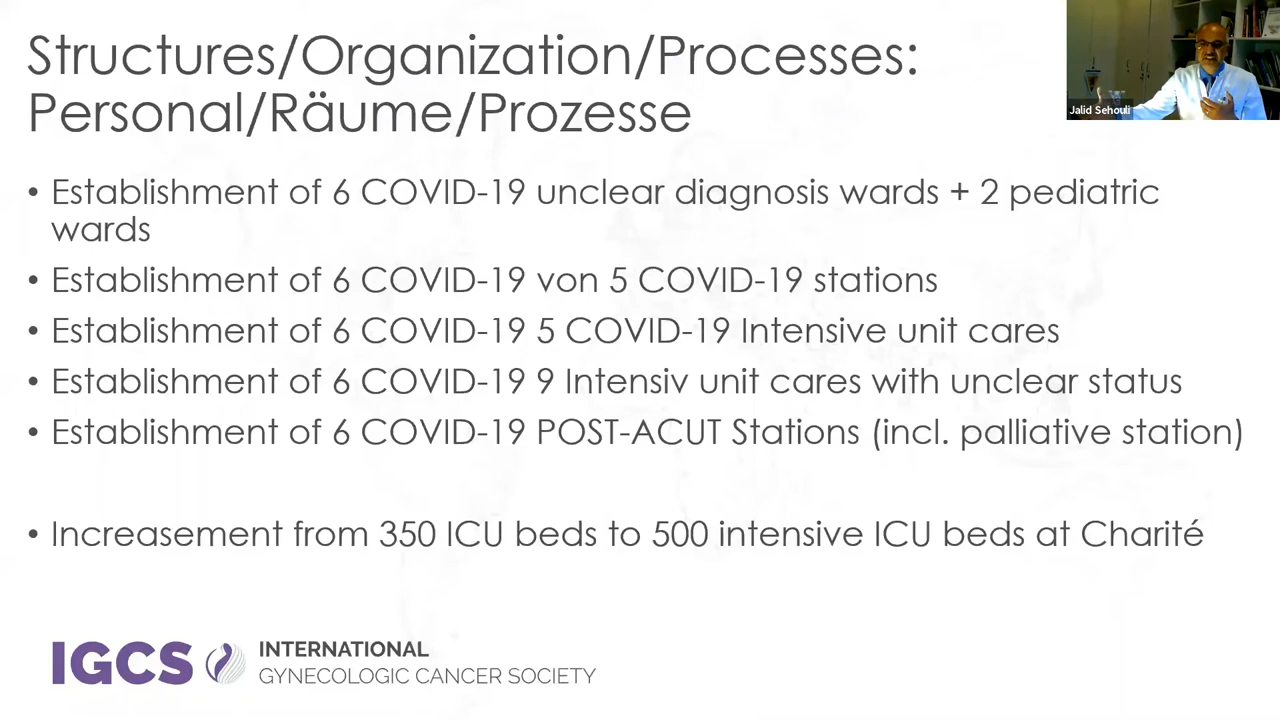 Structures/Organization/Processes:
Personal/Räume/Prozesse
Jalid Sehouli
• Establishment of 6 COVID-19 unclear diagnosis wards + 2 pediatric
wards
• Establishment of 6 COVID-19 von 5 COVID-19 stations
• Establishment of 6 COVID-19 5 COVID-19 Intensive unit cares
• Establishment of 6 COVID-19 9 Intensiv unit cares with unclear status
• Establishment of 6 COVID-19 POST-ACUT Stations (incl. palliative station)
• Increasement from 350 ICU beds to 500 intensive ICU beds at Charité
IGCS
INTERNATIONAL
GYNECOLOGIC CANCER SOCIETY